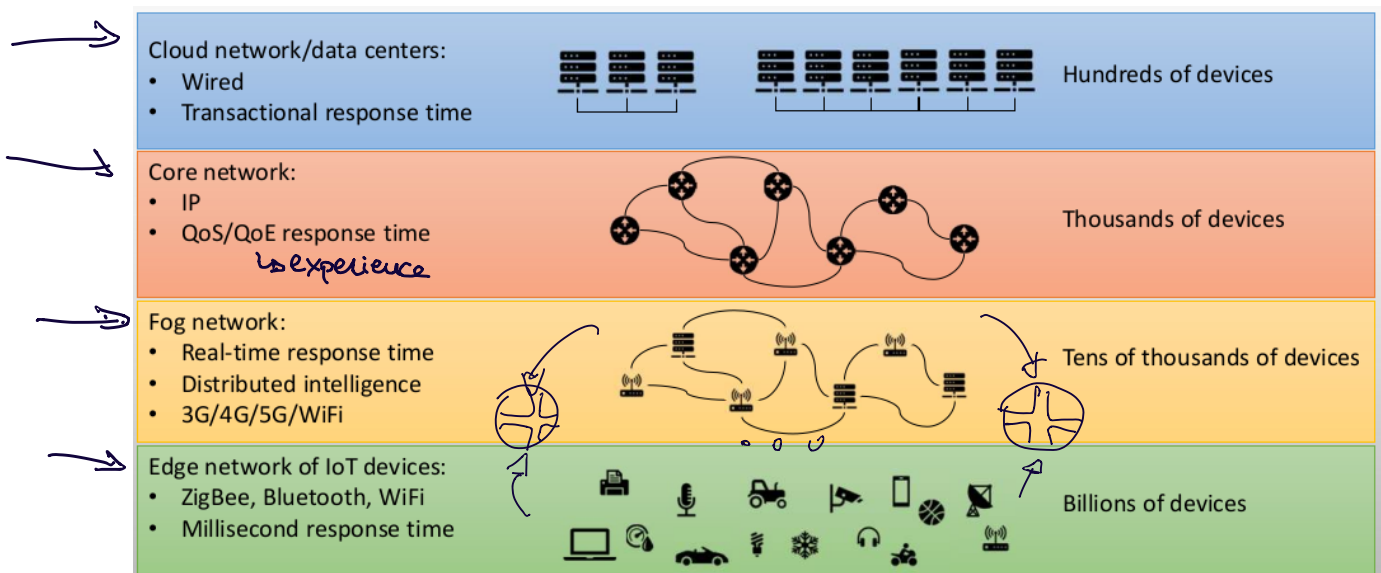 Cloud network/data centers:
• Wired
• Transactional response time
Hundreds of devices
Core network:
• IP
• QoS/QoE response time
↳ experience
Thousands of devices
Fog network:
• Real-time response time
• Distributed intelligence
• 3G/4G/5G/WiFi
Tens of thousands of devices
Edge network of IoT devices:
• ZigBee, Bluetooth, WiFi
• Millisecond response time
Billions of devices